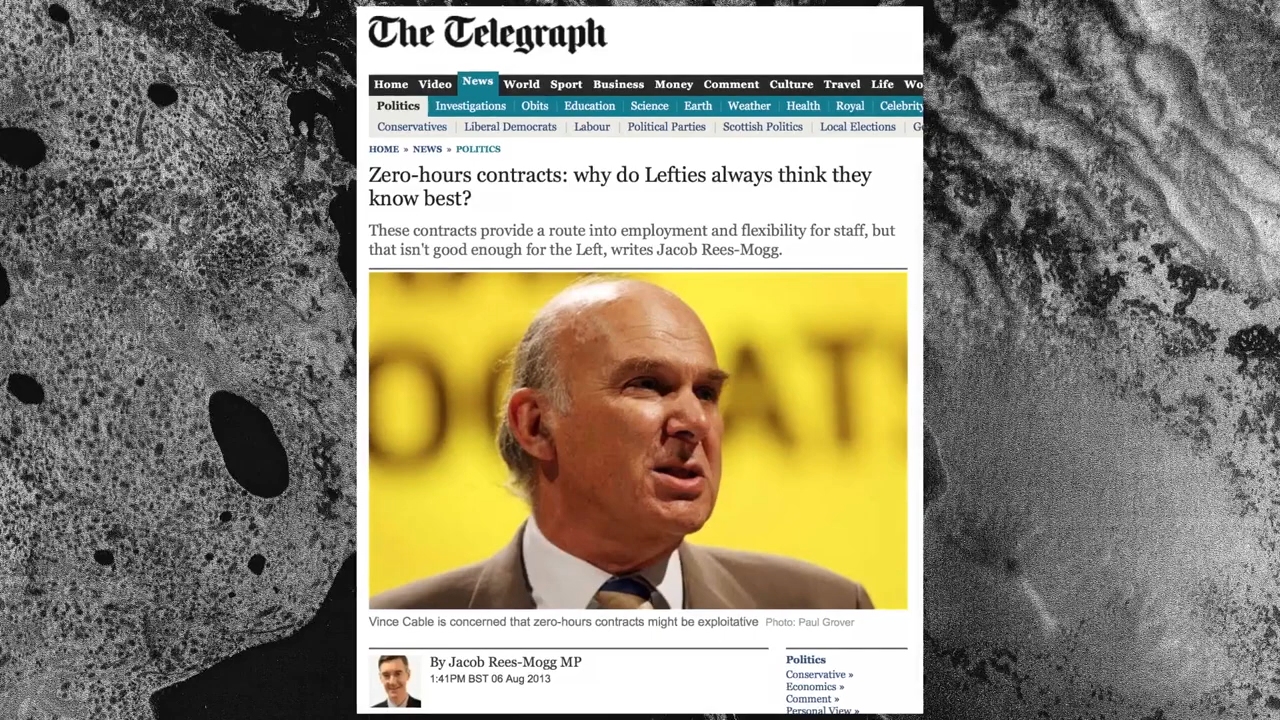 The Telegraph
Home Video News World Sport Business Money Comment Culture Travel Life Wo
Politics Investigations Obits Education Science Earth Weather Health Royal Celebrity
Conservatives Liberal Democrats Labour Political Parties Scottish Politics Local Elections G
HOME » NEWS » POLITICS
Zero-hours contracts: why do Lefties always think they
know best?
These contracts provide a route into employment and flexibility for staff, but
that isn't good enough for the Left, writes Jacob Rees-Mogg.
Vince Cable is concerned that zero-hours contracts might be exploitative Photo: Paul Grover
By Jacob Rees-Mogg MP
1:41PM BST 06 Aug 2013
Politics
Conservative »
Economics »
Comment »
Personal View »